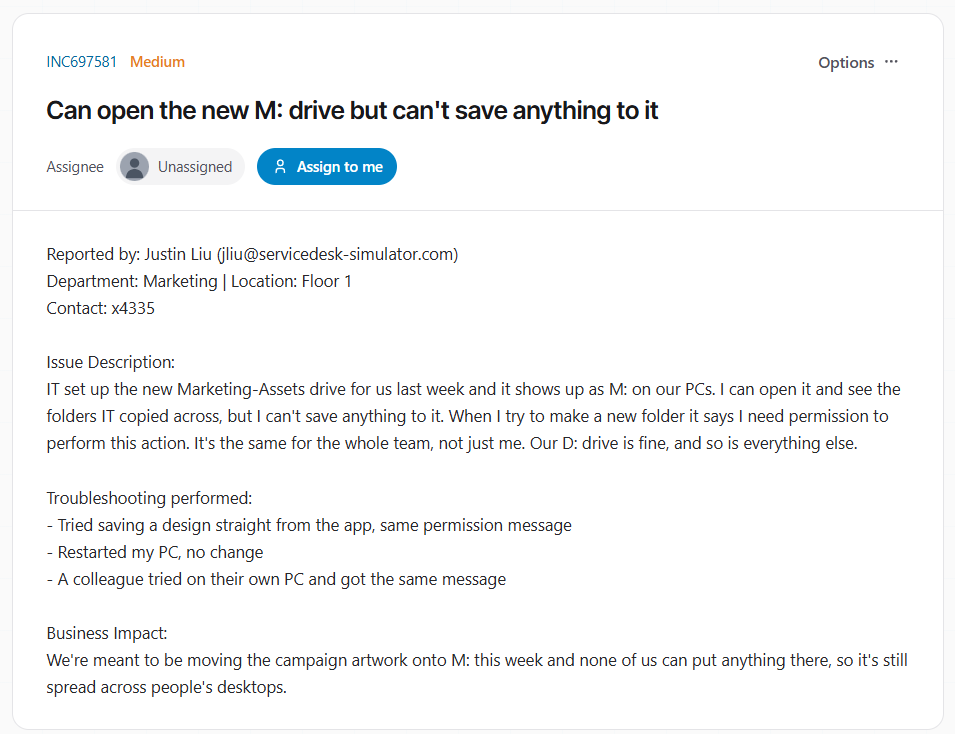 INC697581 Medium Options ···
Can open the new M: drive but can't save anything to it
Assignee Unassigned Assign to me
Reported by: Justin Liu (jliu@servicedesk-simulator.com)
Department: Marketing | Location: Floor 1
Contact: x4335
Issue Description:
IT set up the new Marketing-Assets drive for us last week and it shows up as M: on our PCs. I can open it and see the
folders IT copied across, but I can't save anything to it. When I try to make a new folder it says I need permission to
perform this action. It's the same for the whole team, not just me. Our D: drive is fine, and so is everything else.
Troubleshooting performed:
- Tried saving a design straight from the app, same permission message
- Restarted my PC, no change
- A colleague tried on their own PC and got the same message
Business Impact:
We're meant to be moving the campaign artwork onto M: this week and none of us can put anything there, so it's still
spread across people's desktops.